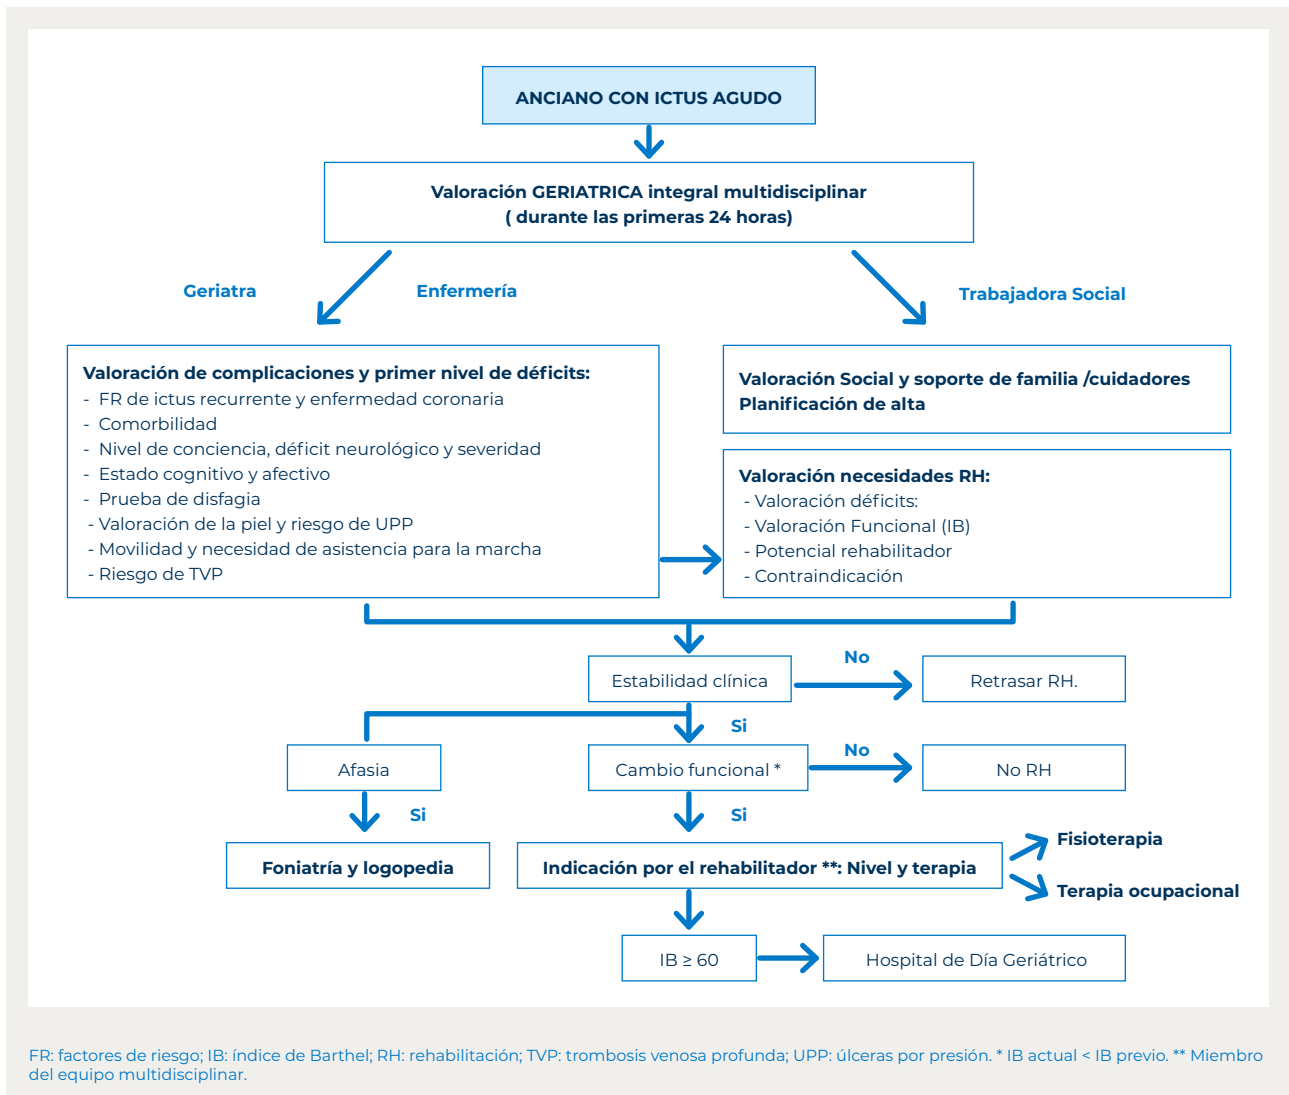 ANCIANO CON ICTUS AGUDO
Valoración GERIATRICA integral multidisciplinar
( durante las primeras 24 horas)
Geriatra
Enfermería
Trabajadora Social
Valoración de complicaciones y primer nivel de déficits:
- FR de ictus recurrente y enfermedad coronaria
- Comorbilidad
- Nivel de conciencia, déficit neurológico y severidad
- Estado cognitivo y afectivo
- Prueba de disfagia
- Valoración de la piel y riesgo de UPP
- Movilidad y necesidad de asistencia para la marcha
- Riesgo de TVP
Valoración Social y soporte de familia /cuidadores
Planificación de alta
Valoración necesidades RH:
- Valoración déficits:
- Valoración Funcional (IB)
- Potencial rehabilitador
- Contraindicación
Estabilidad clínica
No
Retrasar RH.
Si
Afasia
Cambio funcional *
No
No RH
Si
Si
Foniatría y logopedia
Indicación por el rehabilitador **: Nivel y terapia
Fisioterapia
Terapia ocupacional
IB ≥ 60
Hospital de Día Geriátrico
FR: factores de riesgo; IB: índice de Barthel; RH: rehabilitación; TVP: trombosis venosa profunda; UPP: úlceras por presión. * IB actual < IB previo. ** Miembro
del equipo multidisciplinar.